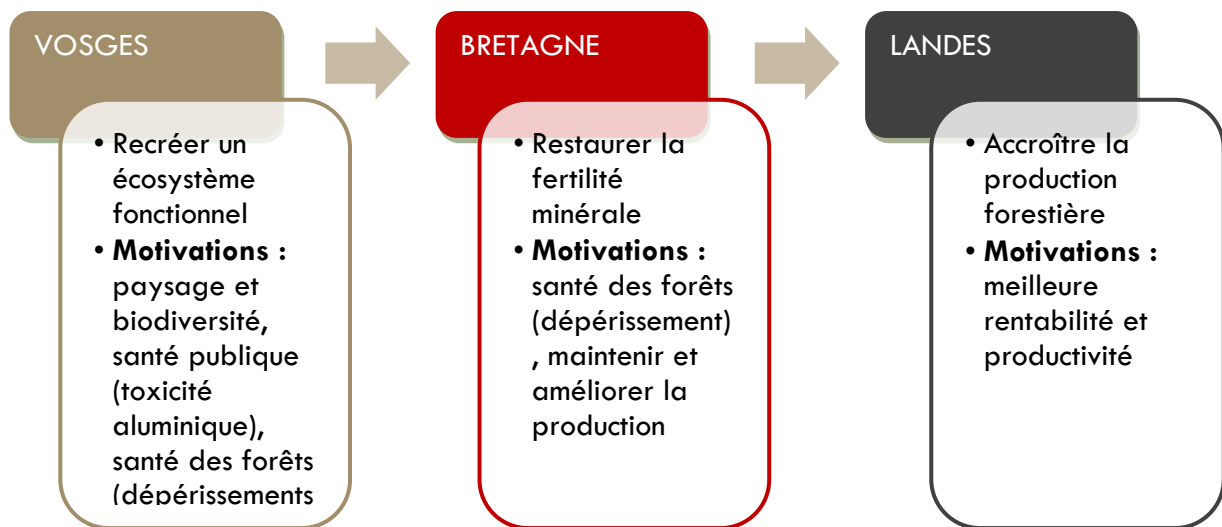 VOSGES
• Recréer un
écosystème
fonctionnel
• Motivations :
paysage et
biodiversité,
santé publique
(toxicité
aluminique),
santé des forêts
(dépérissements
BRETAGNE
• Restaurer la
fertilité
minérale
• Motivations :
santé des forêts
(dépérissement)
, maintenir et
améliorer la
production
LANDES
• Accroître la
production
forestière
• Motivations :
meilleure
rentabilité et
productivité